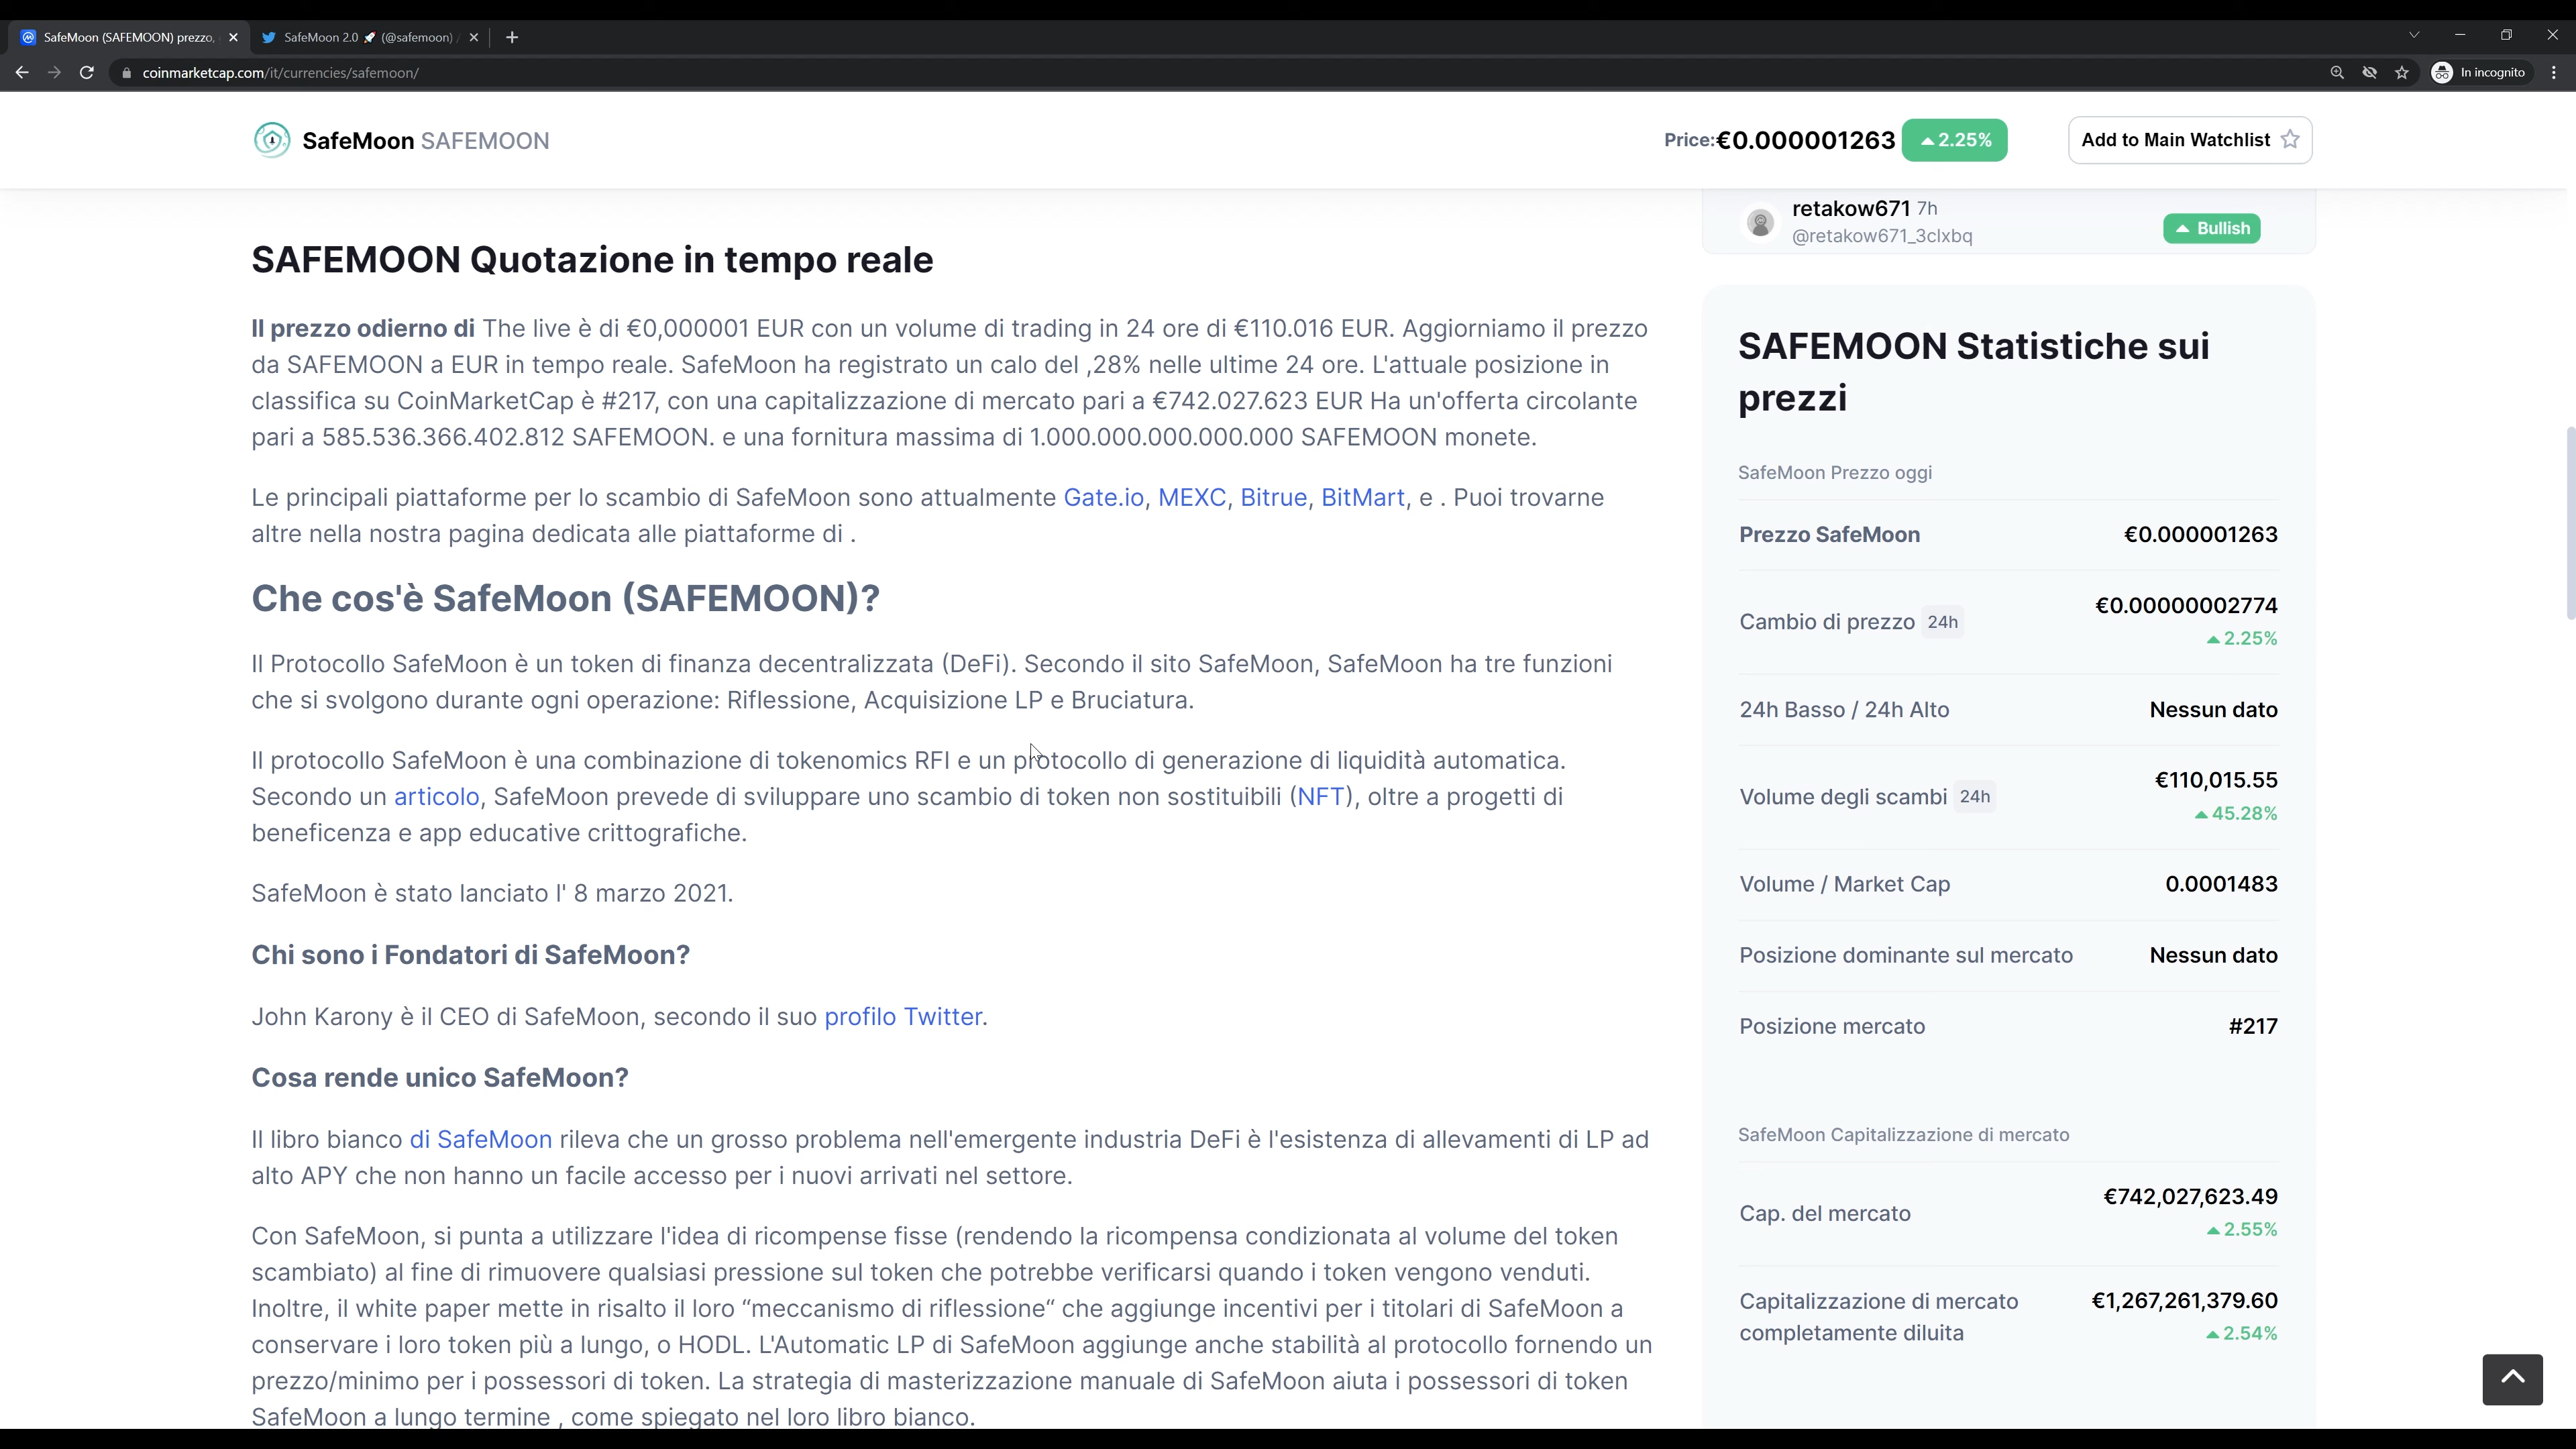 SafeMoon (SAFEMOON) prezzo,
SafeMoon 2.0 🚀 (@safemoon) /
coinmarketcap.com/it/currencies/safemoon/
In incognito
SafeMoon SAFEMOON
Price:€0.000001263
2.25%
Add to Main Watchlist
retakow671 7h
@retakow671_3clxbq
Bullish
SAFEMOON Quotazione in tempo reale
Il prezzo odierno di The live è di €0,000001 EUR con un volume di trading in 24 ore di €110.016 EUR. Aggiorniamo il prezzo
da SAFEMOON a EUR in tempo reale. SafeMoon ha registrato un calo del ,28% nelle ultime 24 ore. L'attuale posizione in
classifica su CoinMarketCap è #217, con una capitalizzazione di mercato pari a €742.027.623 EUR Ha un'offerta circolante
pari a 585.536.366.402.812 SAFEMOON. e una fornitura massima di 1.000.000.000.000.000 SAFEMOON monete.
Le principali piattaforme per lo scambio di SafeMoon sono attualmente Gate.io, MEXC, Bitrue, BitMart, e . Puoi trovarne
altre nella nostra pagina dedicata alle piattaforme di .
Che cos'è SafeMoon (SAFEMOON)?
Il Protocollo SafeMoon è un token di finanza decentralizzata (DeFi). Secondo il sito SafeMoon, SafeMoon ha tre funzioni
che si svolgono durante ogni operazione: Riflessione, Acquisizione LP e Bruciatura.
Il protocollo SafeMoon è una combinazione di tokenomics RFI e un protocollo di generazione di liquidità automatica.
Secondo un articolo, SafeMoon prevede di sviluppare uno scambio di token non sostituibili (NFT), oltre a progetti di
beneficenza e app educative crittografiche.
SafeMoon è stato lanciato l' 8 marzo 2021.
Chi sono i Fondatori di SafeMoon?
John Karony è il CEO di SafeMoon, secondo il suo profilo Twitter.
Cosa rende unico SafeMoon?
Il libro bianco di SafeMoon rileva che un grosso problema nell'emergente industria DeFi è l'esistenza di allevamenti di LP ad
alto APY che non hanno un facile accesso per i nuovi arrivati nel settore.
Con SafeMoon, si punta a utilizzare l'idea di ricompense fisse (rendendo la ricompensa condizionata al volume del token
scambiato) al fine di rimuovere qualsiasi pressione sul token che potrebbe verificarsi quando i token vengono venduti.
Inoltre, il white paper mette in risalto il loro “meccanismo di riflessione“ che aggiunge incentivi per i titolari di SafeMoon a
conservare i loro token più a lungo, o HODL. L'Automatic LP di SafeMoon aggiunge anche stabilità al protocollo fornendo un
prezzo/minimo per i possessori di token. La strategia di masterizzazione manuale di SafeMoon aiuta i possessori di token
SafeMoon a lungo termine , come spiegato nel loro libro bianco.
SAFEMOON Statistiche sui
prezzi
SafeMoon Prezzo oggi
Prezzo SafeMoon €0.000001263
Cambio di prezzo 24h €0.00000002774
2.25%
24h Basso / 24h Alto Nessun dato
Volume degli scambi 24h €110,015.55
45.28%
Volume / Market Cap 0.0001483
Posizione dominante sul mercato Nessun dato
Posizione mercato #217
SafeMoon Capitalizzazione di mercato
Cap. del mercato €742,027,623.49
2.55%
Capitalizzazione di mercato €1,267,261,379.60
completamente diluita 2.54%